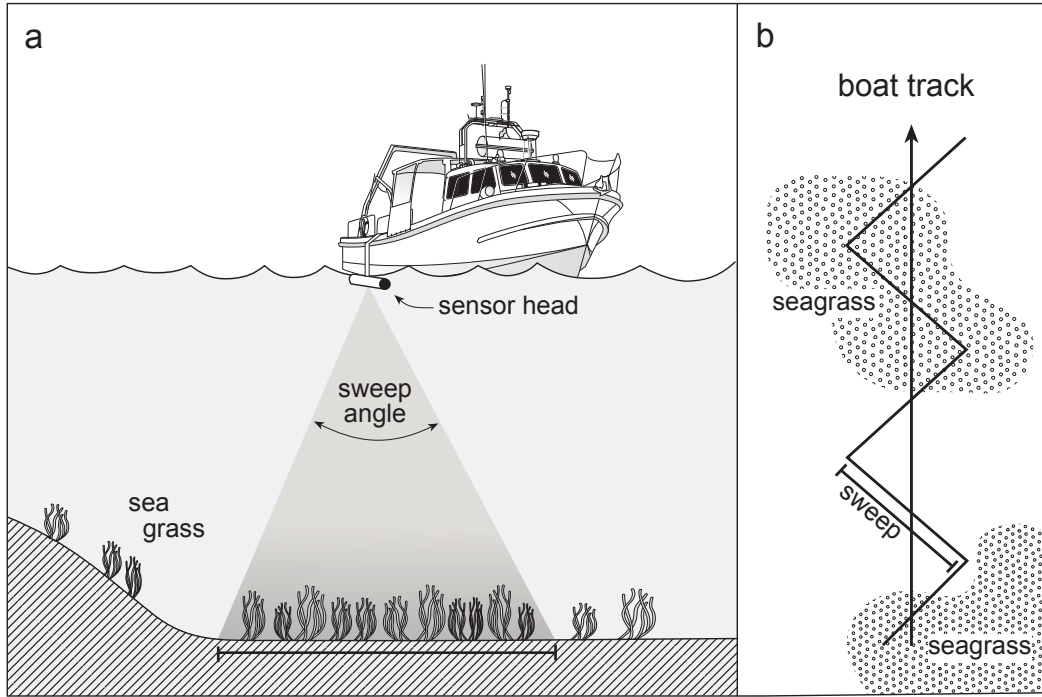 a
sensor head
sweep
angle
sea
grass
b
boat track
seagrass
sweep
seagrass